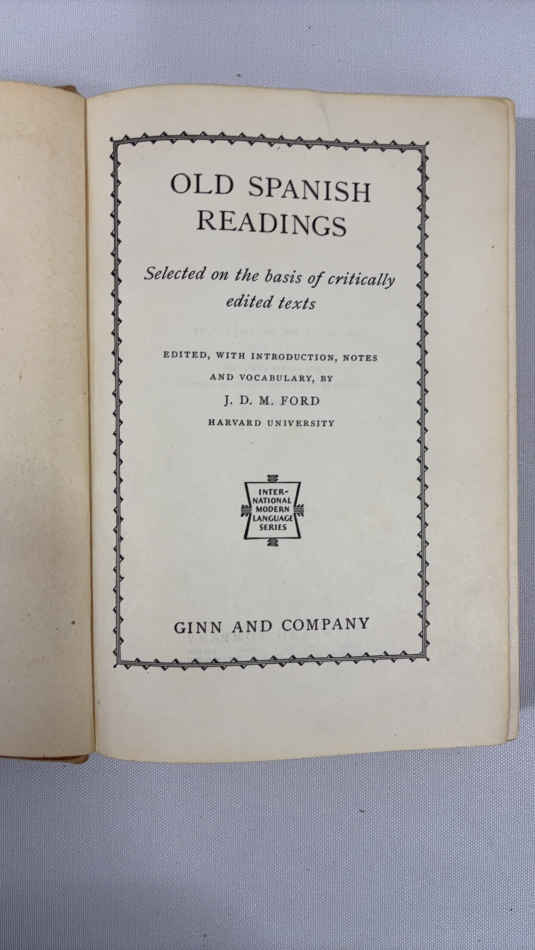 OLD SPANISH
READINGS
Selected on the basis of critically
edited texts
EDITED, WITH INTRODUCTION, NOTES
AND VOCABULARY, BY
J. D. M. FORD
HARVARD UNIVERSITY
INTER-
NATIONAL
MODERN
LANGUAGE
SERIES
GINN AND COMPANY